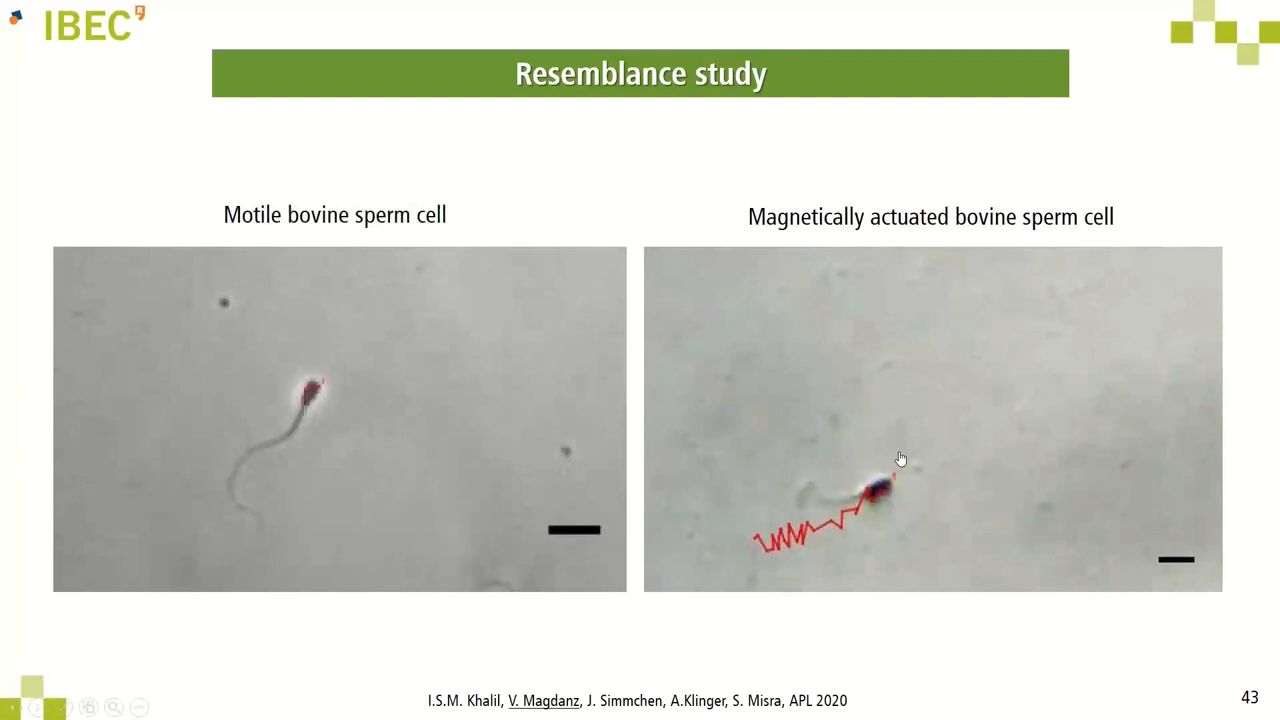 IBEC R
Resemblance study
Motile bovine sperm cell
Magnetically actuated bovine sperm cell
I.S.M. Khalil, V. Magdanz, J. Simmchen, A.Klinger, S. Misra, APL 2020
43